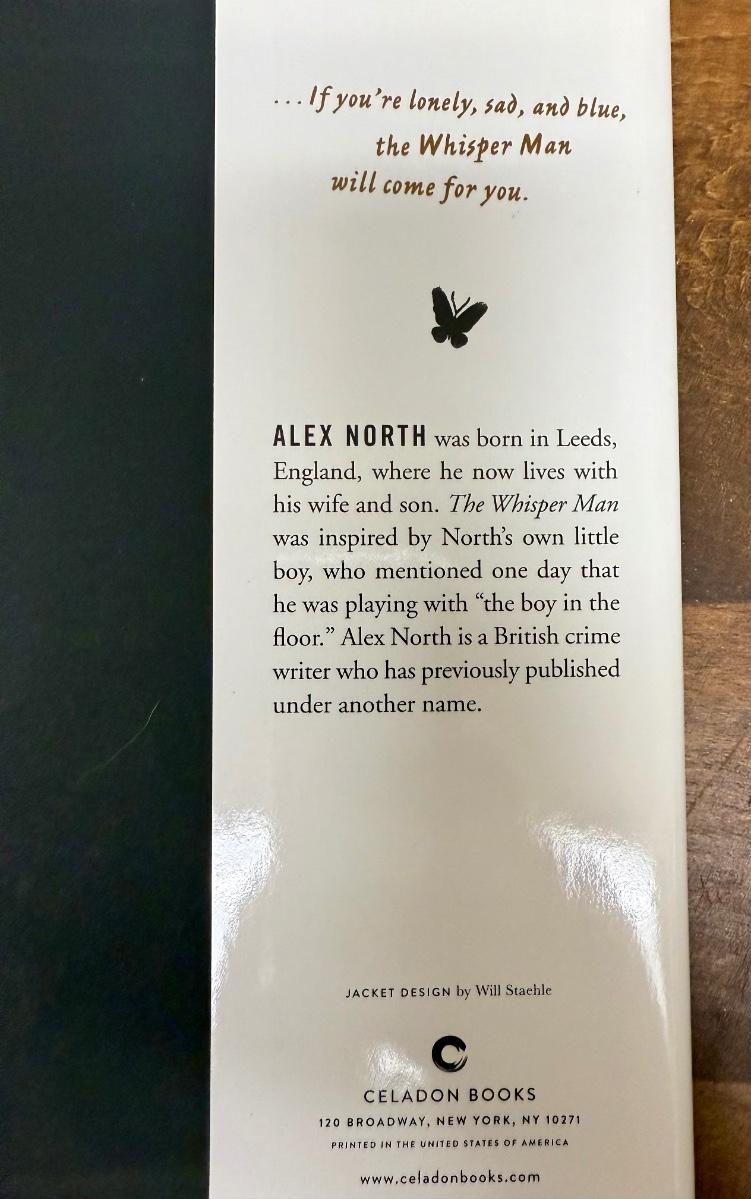 ...If you're lonely, sad, and blue,
the Whisper Man
will come for you.
ALEX NORTH was born in Leeds,
England, where he now lives with
his wife and son. The Whisper Man
was inspired by North's own little
boy, who mentioned one day that
he was playing with “the boy in the
floor.” Alex North is a British crime
writer who has previously published
under another name.
JACKET DESIGN by Will Staehle
CELADON BOOKS
120 BROADWAY, NEW YORK, NY 10271
PRINTED IN THE UNITED STATES OF AMERICA
www.celadonbooks.com